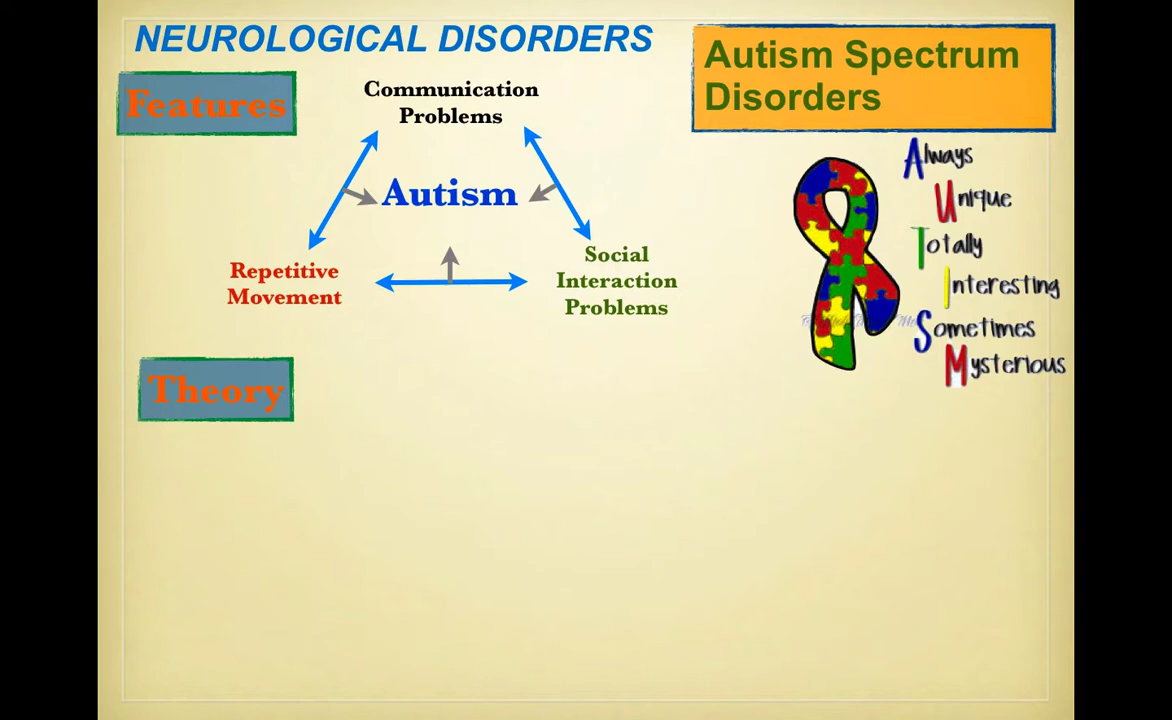 NEUROLOGICAL DISORDERS
Autism Spectrum
Disorders
Features
Communication
Problems
Autism
Repetitive
Movement
Social
Interaction
Problems
Always
Unique
Totally
Interesting
Sometimes
Mysterious
Theory